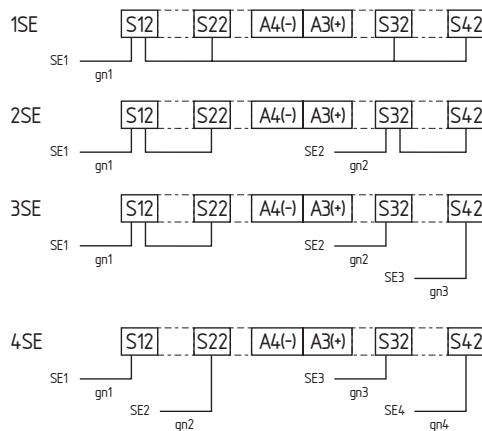 1SE S12 S22 A4(-) A3(+) S32 S42
SE1
gn1
2SE S12 S22 A4(-) A3(+) S32 S42
SE1 SE2
gn1 gn2
3SE S12 S22 A4(-) A3(+) S32 S42
SE1 SE2
gn1 gn2
SE3
gn3
4SE S12 S22 A4(-) A3(+) S32 S42
SE1 SE3
gn1 gn3
SE2 SE4
gn2 gn4